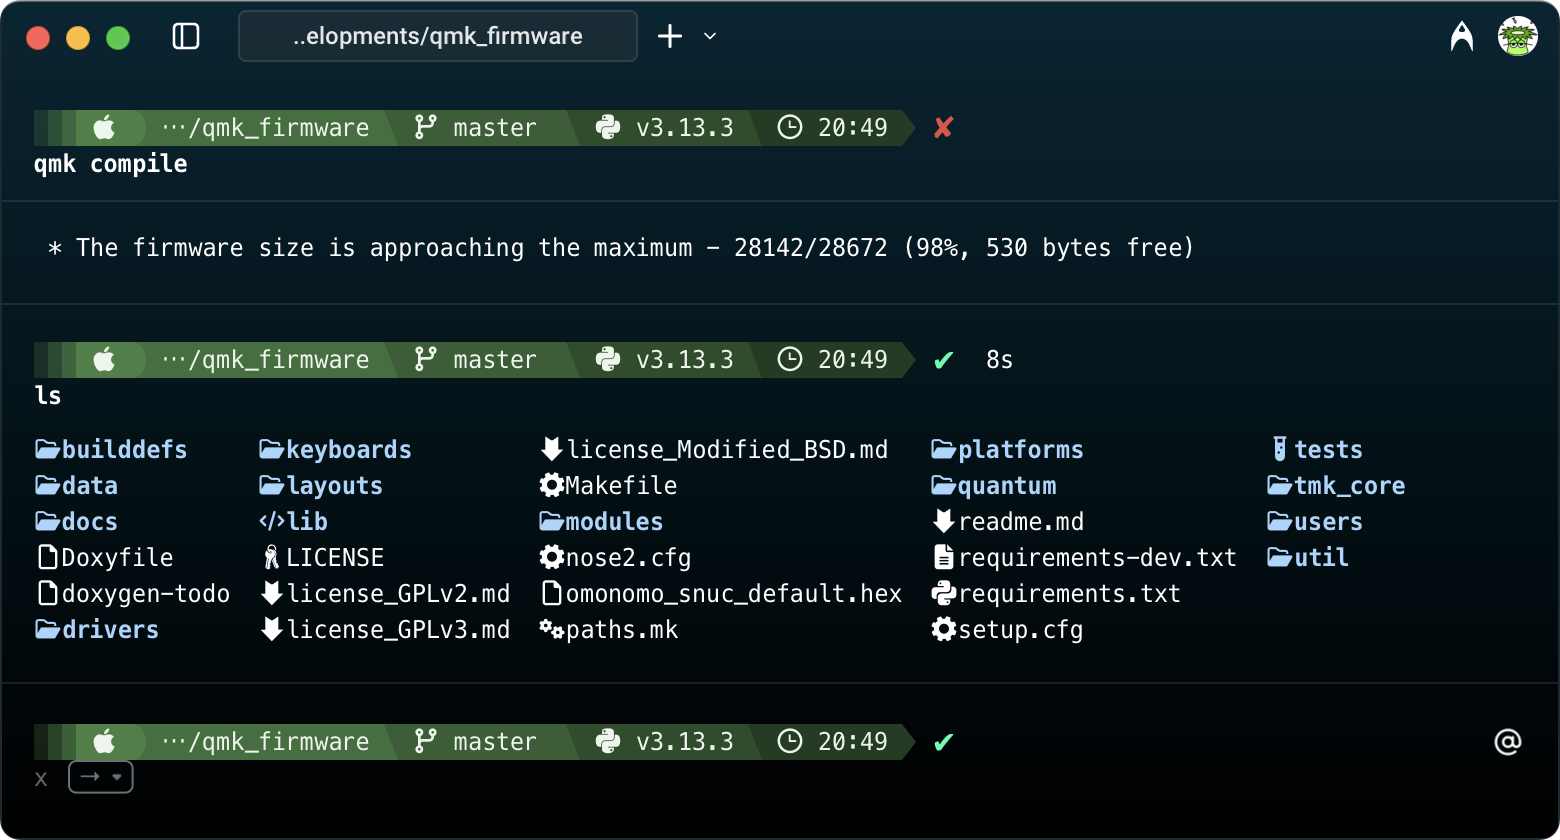 ..elopments/qmk_firmware
···/qmk_firmware master v3.13.3 20:49 ✘
qmk compile
* The firmware size is approaching the maximum – 28142/28672 (98%, 530 bytes free)
···/qmk_firmware master v3.13.3 20:49 ✔ 8s
ls
builddefs keyboards license_Modified_BSD.md platforms tests
data layouts Makefile quantum tmk_core
docs lib modules readme.md users
Doxyfile LICENSE nose2.cfg requirements-dev.txt util
doxygen-todo license_GPLv2.md omonomo_snuc_default.hex requirements.txt
drivers license_GPLv3.md paths.mk setup.cfg
···/qmk_firmware master v3.13.3 20:49 ✔ @
x →